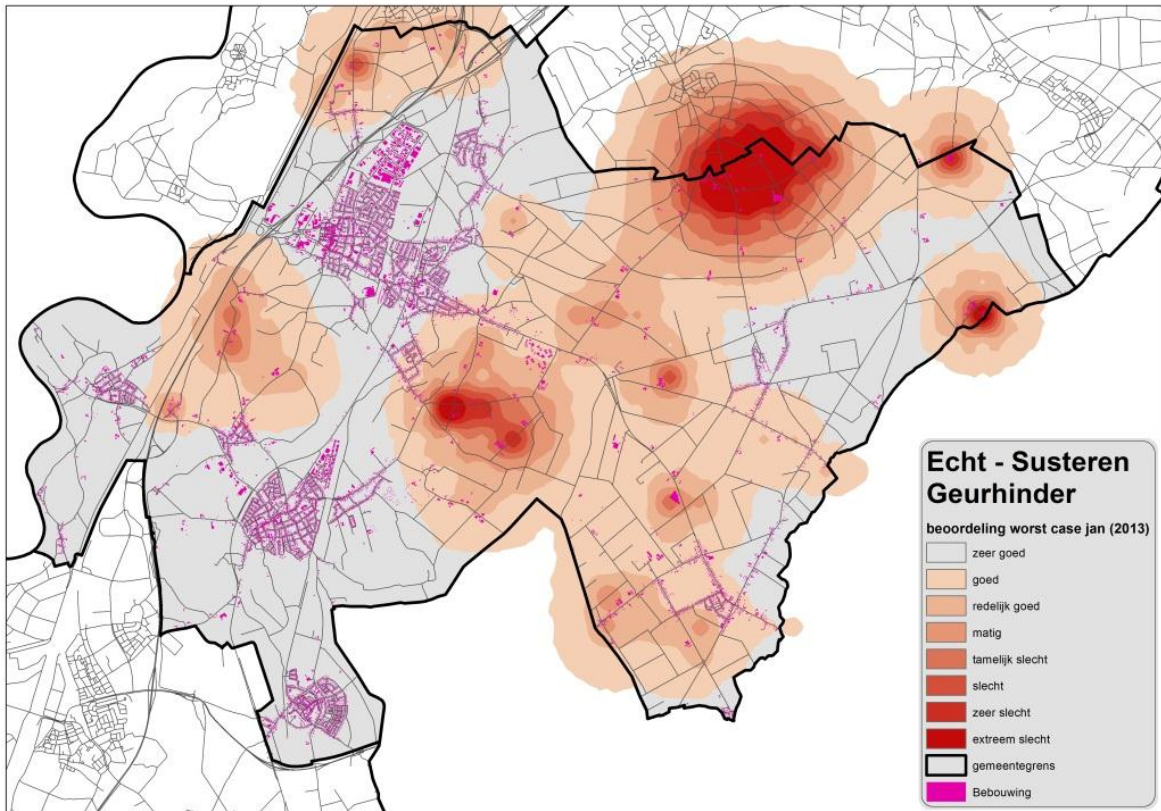 Echt - Susteren
Geurhinder
beoordeling worst case jan (2013)
zeer goed
goed
redelijk goed
matig
tamelijk slecht
slecht
zeer slecht
extreem slecht
gemeentegrens
Bebouwing